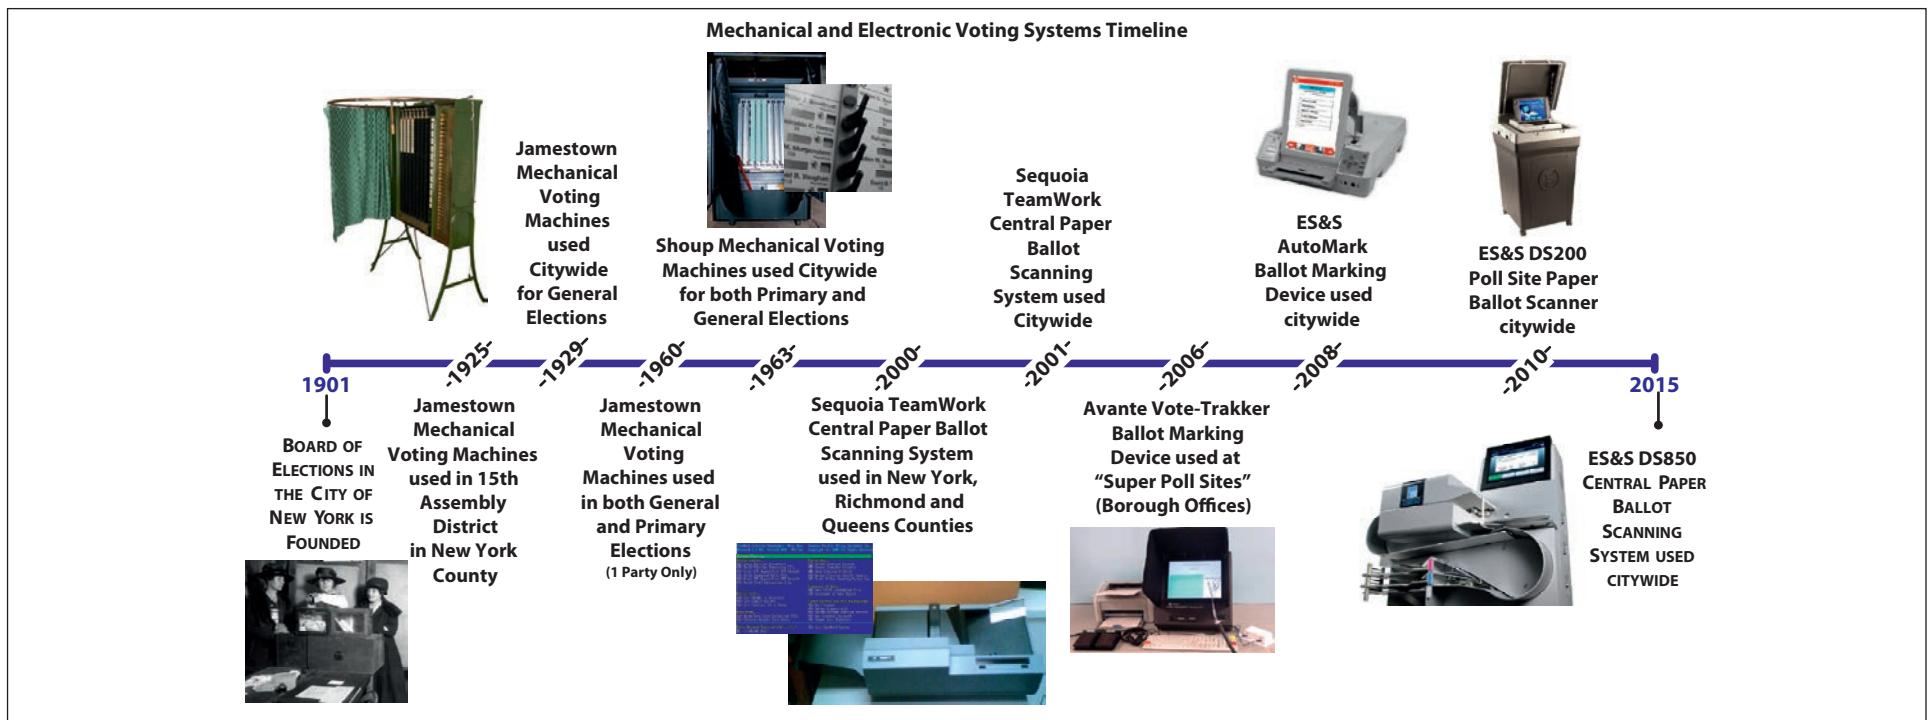 Mechanical and Electronic Voting Systems Timeline
Jamestown
Mechanical
Voting
Machines
used
Citywide
for General
Elections
Shoup Mechanical Voting
Machines used Citywide
for both Primary and
General Elections
Sequoia
TeamWork
Central Paper
Ballot
Scanning
System used
Citywide
ES&S
AutoMark
Ballot Marking
Device used
citywide
ES&S DS200
Poll Site Paper
Ballot Scanner
citywide
1901
-1925-
-1929-
-1960-
-1963-
-2000-
-2001-
-2006-
-2008-
-2010-
2015
BOARD OF
ELECTIONS IN
THE CITY OF
NEW YORK IS
FOUNDED
Jamestown
Mechanical
Voting Machines
used in 15th
Assembly
District
in New York
County
Jamestown
Mechanical
Voting
Machines used
in both General
and Primary
Elections
(1 Party Only)
Sequoia TeamWork
Central Paper Ballot
Scanning System
used in New York,
Richmond and
Queens Counties
Avante Vote-Trakker
Ballot Marking
Device used at
“Super Poll Sites”
(Borough Offices)
ES&S DS850
CENTRAL PAPER
BALLOT
SCANNING
SYSTEM USED
CITYWIDE